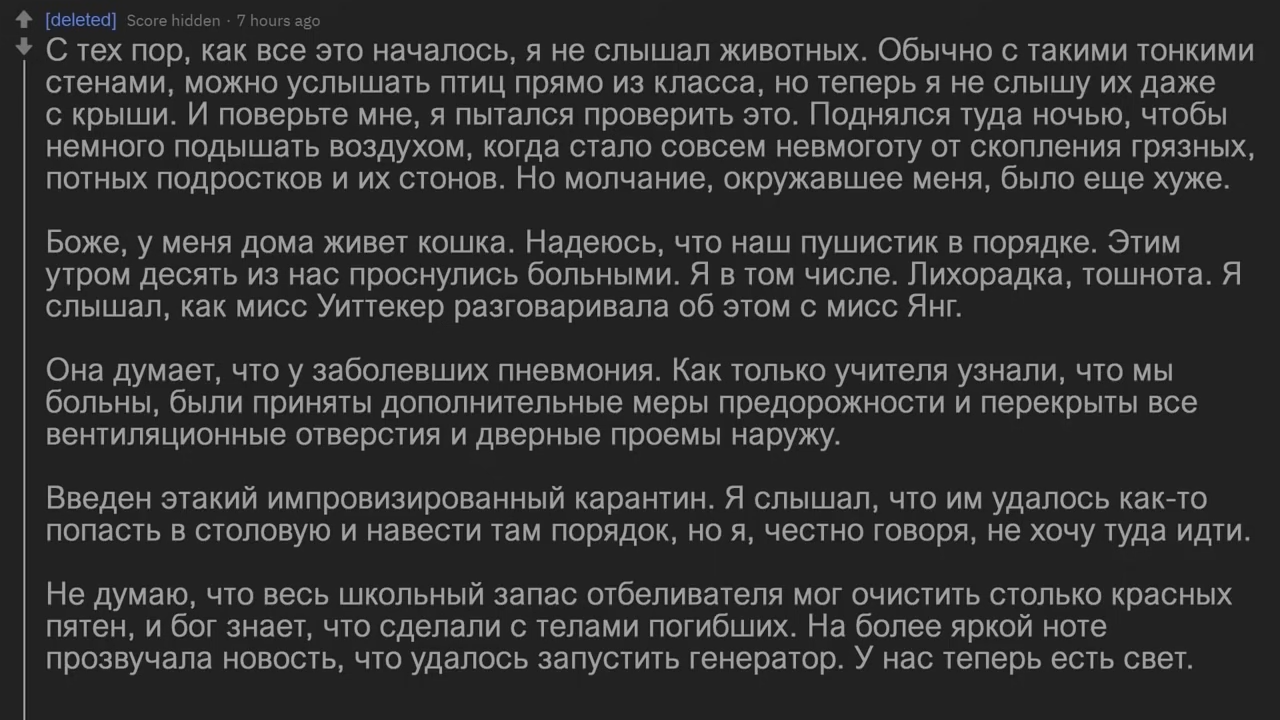 [deleted] Score hidden · 7 hours ago
С тех пор, как все это началось, я не слышал животных. Обычно с такими тонкими
стенами, можно услышать птиц прямо из класса, но теперь я не слышу их даже
с крыши. И поверьте мне, я пытался проверить это. Поднялся туда ночью, чтобы
немного подышать воздухом, когда стало совсем невмоготу от скопления грязных,
потных подростков и их стонов. Но молчание, окружавшее меня, было еще хуже.
Боже, у меня дома живет кошка. Надеюсь, что наш пушистик в порядке. Этим
утром десять из нас проснулись больными. Я в том числе. Лихорадка, тошнота. Я
слышал, как мисс Уиттекер разговаривала об этом с мисс Янг.
Она думает, что у заболевших пневмония. Как только учителя узнали, что мы
больны, были приняты дополнительные меры предорожности и перекрыты все
вентиляционные отверстия и дверные проемы наружу.
Введен этакий импровизированный карантин. Я слышал, что им удалось как-то
попасть в столовую и навести там порядок, но я, честно говоря, не хочу туда идти.
Не думаю, что весь школьный запас отбеливателя мог очистить столько красных
пятен, и бог знает, что сделали с телами погибших. На более яркой ноте
прозвучала новость, что удалось запустить генератор. У нас теперь есть свет.